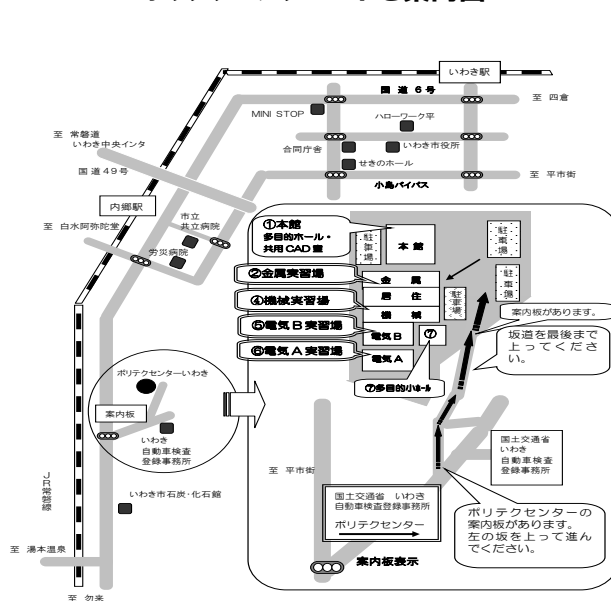 いわき駅
国道6号
至 四倉
MINI STOP
ハローワーク平
至 常磐道
いわき中央インタ
合同庁舎
いわき市役所
せきのホール
国道49号
小島バイパス
至 平市街
内郷駅
市立
共立病院
至 白水阿弥陀堂
労災病院
①本館
多目的ホール・
共用CAD室
駐車場
本館
駐車場
②金属実習場
金属
駐車場
居住
④機械実習場
機械
駐車場
案内板があります。
⑤電気B実習場
電気B
⑦
坂道を最後まで
上ってくださ
い。
⑥電気A実習場
電気A
⑦多目的小ホール
ポリテクセンターいわき
案内板
いわき
自動車検査
登録事務所
国土交通省
いわき
自動車検査
登録事務所
至 平市街
JR常磐線
いわき市石炭・化石館
国土交通省 いわき
自動車検査登録事務所
ポリテクセンター
ポリテクセンターの
案内板があります。
左の坂を上って進ん
でください。
至 湯本温泉
案内板表示
至 勿来